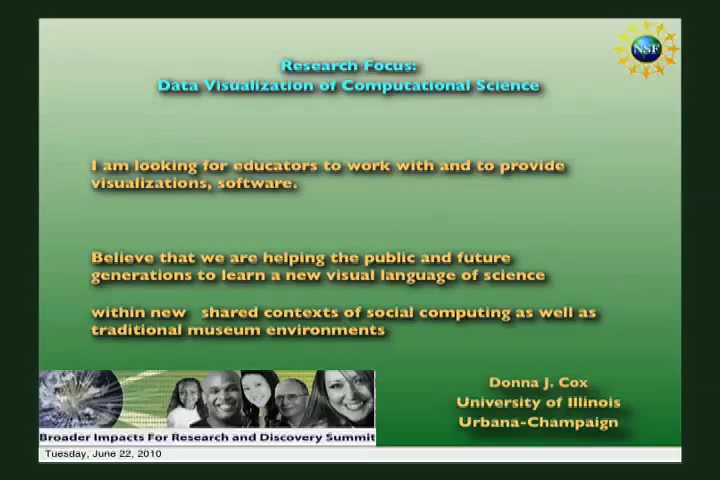 NSF
Research Focus:
Data Visualization of Computational Science
I am looking for educators to work with and to provide
visualizations, software.
Believe that we are helping the public and future
generations to learn a new visual language of science
within new shared contexts of social computing as well as
traditional museum environments
Donna J. Cox
University of Illinois
Urbana-Champaign
Broader Impacts For Research and Discovery Summit
Tuesday, June 22, 2010